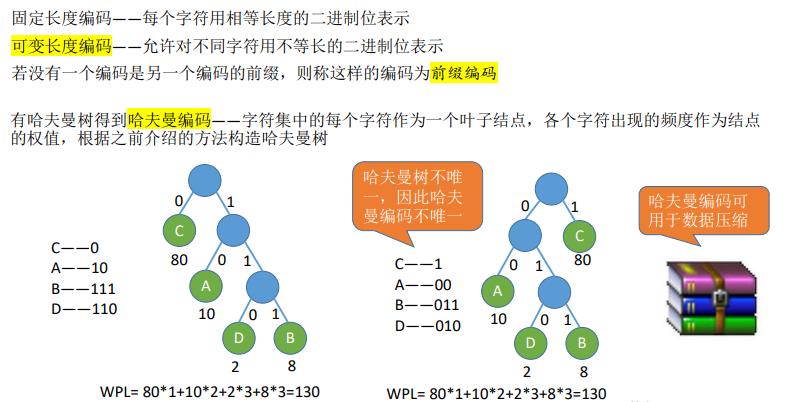 固定长度编码——每个字符用相等长度的二进制位表示
可变长度编码——允许对不同字符用不等长的二进制位表示
若没有一个编码是另一个编码的前缀，则称这样的编码为前缀编码
有哈夫曼树得到哈夫曼编码——字符集中的每个字符作为一个叶子结点，各个字符出现的频度作为结点
的权值，根据之前介绍的方法构造哈夫曼树
C——0
A——10
B——111
D——110
0
1
C
80
0
1
A
10
0
1
D
B
2
8
WPL= 80*1+10*2+2*3+8*3=130
哈夫曼树不唯
一，因此哈夫
曼编码不唯一
C——1
A——00
B——011
D——010
0
1
C
80
0
1
A
10
0
1
D
B
2
8
WPL= 80*1+10*2+2*3+8*3=130
哈夫曼编码可
用于数据压缩